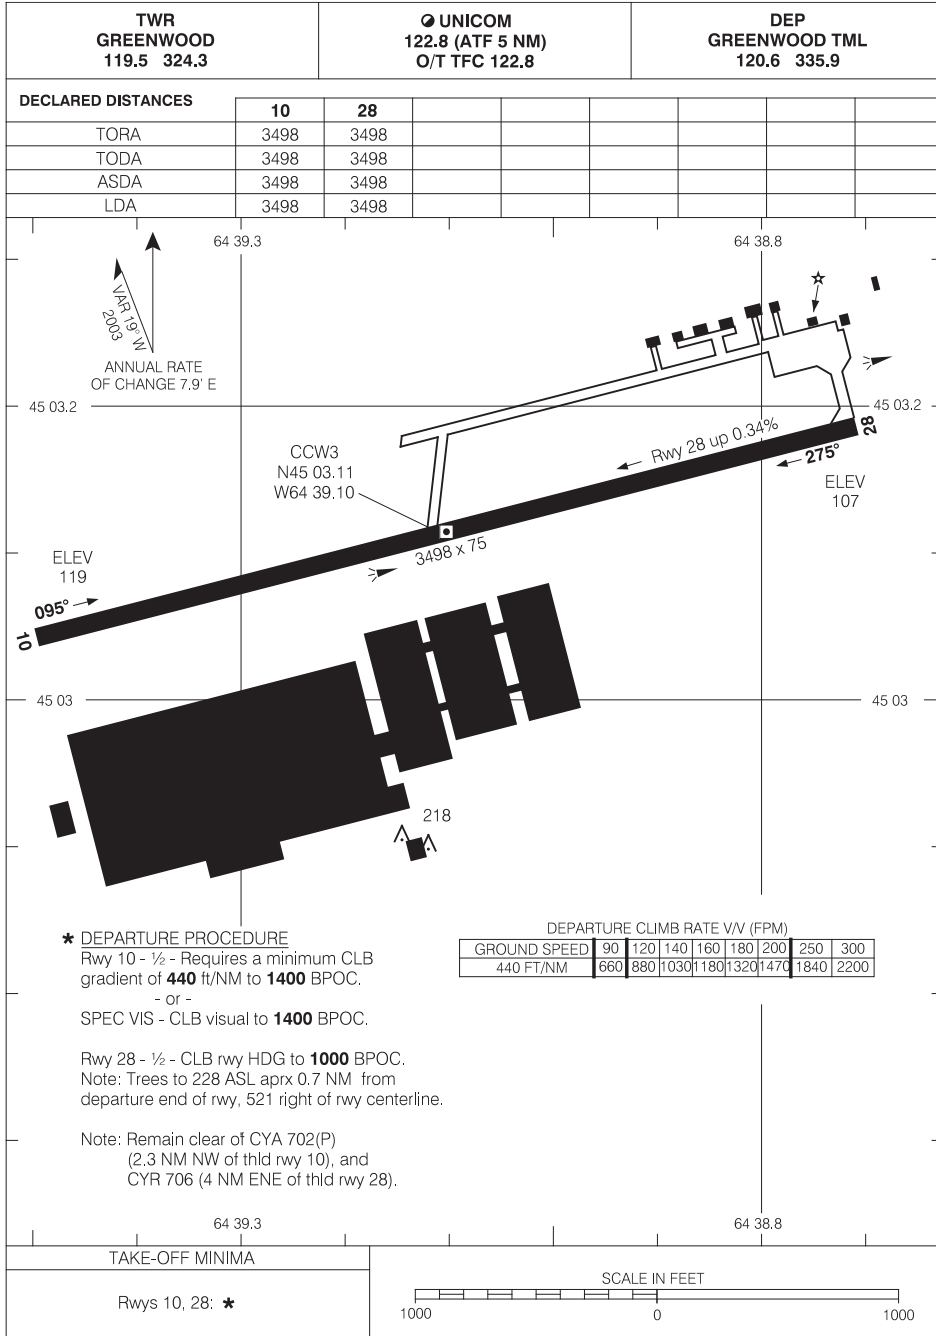 TWR
GREENWOOD
119.5 324.3
UNICOM
122.8 (ATF 5 NM)
O/T TFC 122.8
DEP
GREENWOOD TML
120.6 335.9
DECLARED DISTANCES
10 28
TORA 3498 3498
TODA 3498 3498
ASDA 3498 3498
LDA 3498 3498
64 39.3 64 38.8
VAR 19° W
2003
ANNUAL RATE
OF CHANGE 7.9' E
45 03.2 45 03.2
28
Rwy 28 up 0.34%
275°
ELEV
107
CCW3
N45 03.11
W64 39.10
3498 x 75
ELEV
119
095°
10
45 03 45 03
218
* DEPARTURE PROCEDURE
Rwy 10 - ½ - Requires a minimum CLB
gradient of 440 ft/NM to 1400 BPOC.
- or -
SPEC VIS - CLB visual to 1400 BPOC.
Rwy 28 - ½ - CLB rwy HDG to 1000 BPOC.
Note: Trees to 228 ASL aprx 0.7 NM from
departure end of rwy, 521 right of rwy centerline.
Note: Remain clear of CYA 702(P)
(2.3 NM NW of thld rwy 10), and
CYR 706 (4 NM ENE of thld rwy 28).
DEPARTURE CLIMB RATE V/V (FPM)
GROUND SPEED 90 120 140 160 180 200 250 300
440 FT/NM 660 880 1030 1180 1320 1470 1840 2200
64 39.3 64 38.8
TAKE-OFF MINIMA
Rwys 10, 28: *
SCALE IN FEET
1000 0 1000